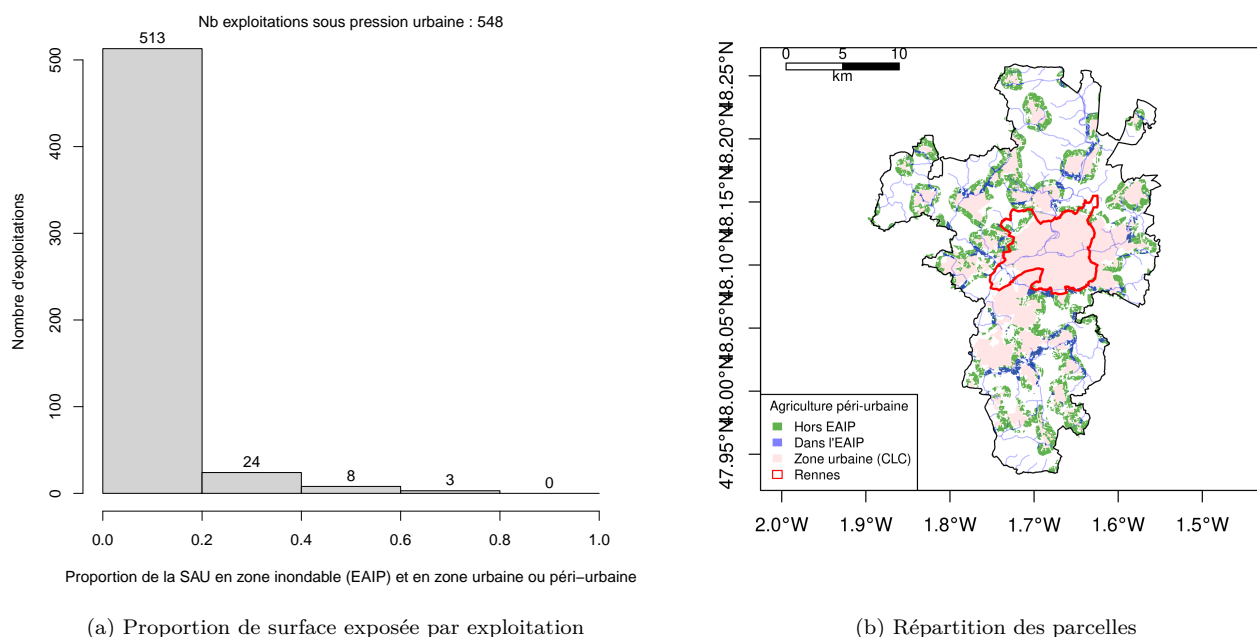 Nb exploitations sous pression urbaine : 548
513
24
8
3
0
500
400
300
200
100
0
Nombre d'exploitations
0.0 0.2 0.4 0.6 0.8 1.0
Proportion de la SAU en zone inondable (EAIP) et en zone urbaine ou péri−urbaine
(a) Proportion de surface exposée par exploitation
0 5 10
km
48.25°N
48.20°N
48.15°N
48.10°N
48.05°N
48.00°N
47.95°N
Agriculture péri-urbaine
Hors EAIP
Dans l'EAIP
Zone urbaine (CLC)
Rennes
2.0°W 1.9°W 1.8°W 1.7°W 1.6°W 1.5°W
(b) Répartition des parcelles